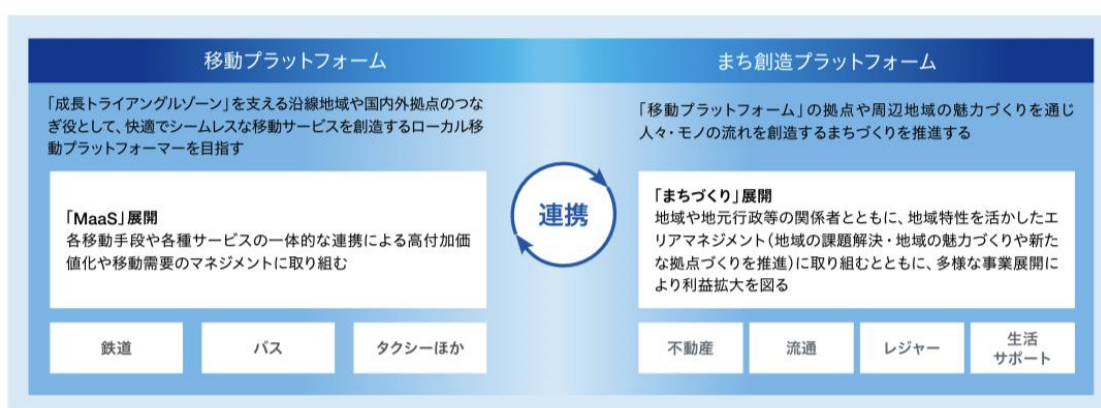 移動プラットフォーム
「成長トライアングルゾーン」を支える沿線地域や国内外拠点のつな
ぎ役として、快適でシームレスな移動サービスを創造するローカル移
動プラットフォーマーを目指す
「MaaS」展開
各移動手段や各種サービスの一体的な連携による高付加価
値化や移動需要のマネジメントに取り組む
鉄道
バス
タクシーほか
連携
まち創造プラットフォーム
「移動プラットフォーム」の拠点や周辺地域の魅力づくりを通じ
人々・モノの流れを創造するまちづくりを推進する
「まちづくり」展開
地域や地元行政等の関係者とともに、地域特性を活かしたエ
リアマネジメント（地域の課題解決・地域の魅力づくりや新た
な拠点づくりを推進）に取り組むとともに、多様な事業展開に
より利益拡大を図る
不動産
流通
レジャー
生活
サポート